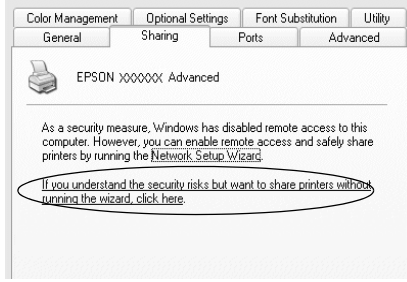 Color Management Optional Settings Font Substitution Utility
General Sharing Ports Advanced
EPSON XXXXXX Advanced
As a security measure, Windows has disabled remote access to this
computer. However, you can enable remote access and safely share
printers by running the Network Setup Wizard.
If you understand the security risks but want to share printers without
running the wizard, click here.